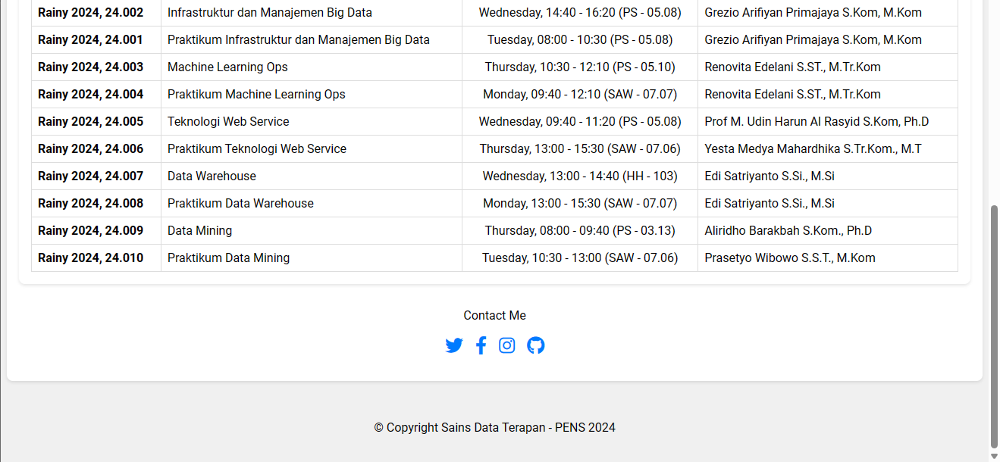 Rainy 2024, 24.002 Infrastruktur dan Manajemen Big Data Wednesday, 14:40 - 16:20 (PS - 05.08) Grezio Arifiyan Primajaya S.Kom, M.Kom
Rainy 2024, 24.001 Praktikum Infrastruktur dan Manajemen Big Data Tuesday, 08:00 - 10:30 (PS - 05.08) Grezio Arifiyan Primajaya S.Kom, M.Kom
Rainy 2024, 24.003 Machine Learning Ops Thursday, 10:30 - 12:10 (PS - 05.10) Renovita Edelani S.ST., M.Tr.Kom
Rainy 2024, 24.004 Praktikum Machine Learning Ops Monday, 09:40 - 12:10 (SAW - 07.07) Renovita Edelani S.ST., M.Tr.Kom
Rainy 2024, 24.005 Teknologi Web Service Wednesday, 09:40 - 11:20 (PS - 05.08) Prof M. Udin Harun Al Rasyid S.Kom, Ph.D
Rainy 2024, 24.006 Praktikum Teknologi Web Service Thursday, 13:00 - 15:30 (SAW - 07.06) Yesta Medya Mahardhika S.Tr.Kom., M.T
Rainy 2024, 24.007 Data Warehouse Wednesday, 13:00 - 14:40 (HH - 103) Edi Satriyanto S.Si., M.Si
Rainy 2024, 24.008 Praktikum Data Warehouse Monday, 13:00 - 15:30 (SAW - 07.07) Edi Satriyanto S.Si., M.Si
Rainy 2024, 24.009 Data Mining Thursday, 08:00 - 09:40 (PS - 03.13) Aliridho Barakbah S.Kom., Ph.D
Rainy 2024, 24.010 Praktikum Data Mining Tuesday, 10:30 - 13:00 (SAW - 07.06) Prasetyo Wibowo S.S.T., M.Kom
Contact Me
© Copyright Sains Data Terapan - PENS 2024